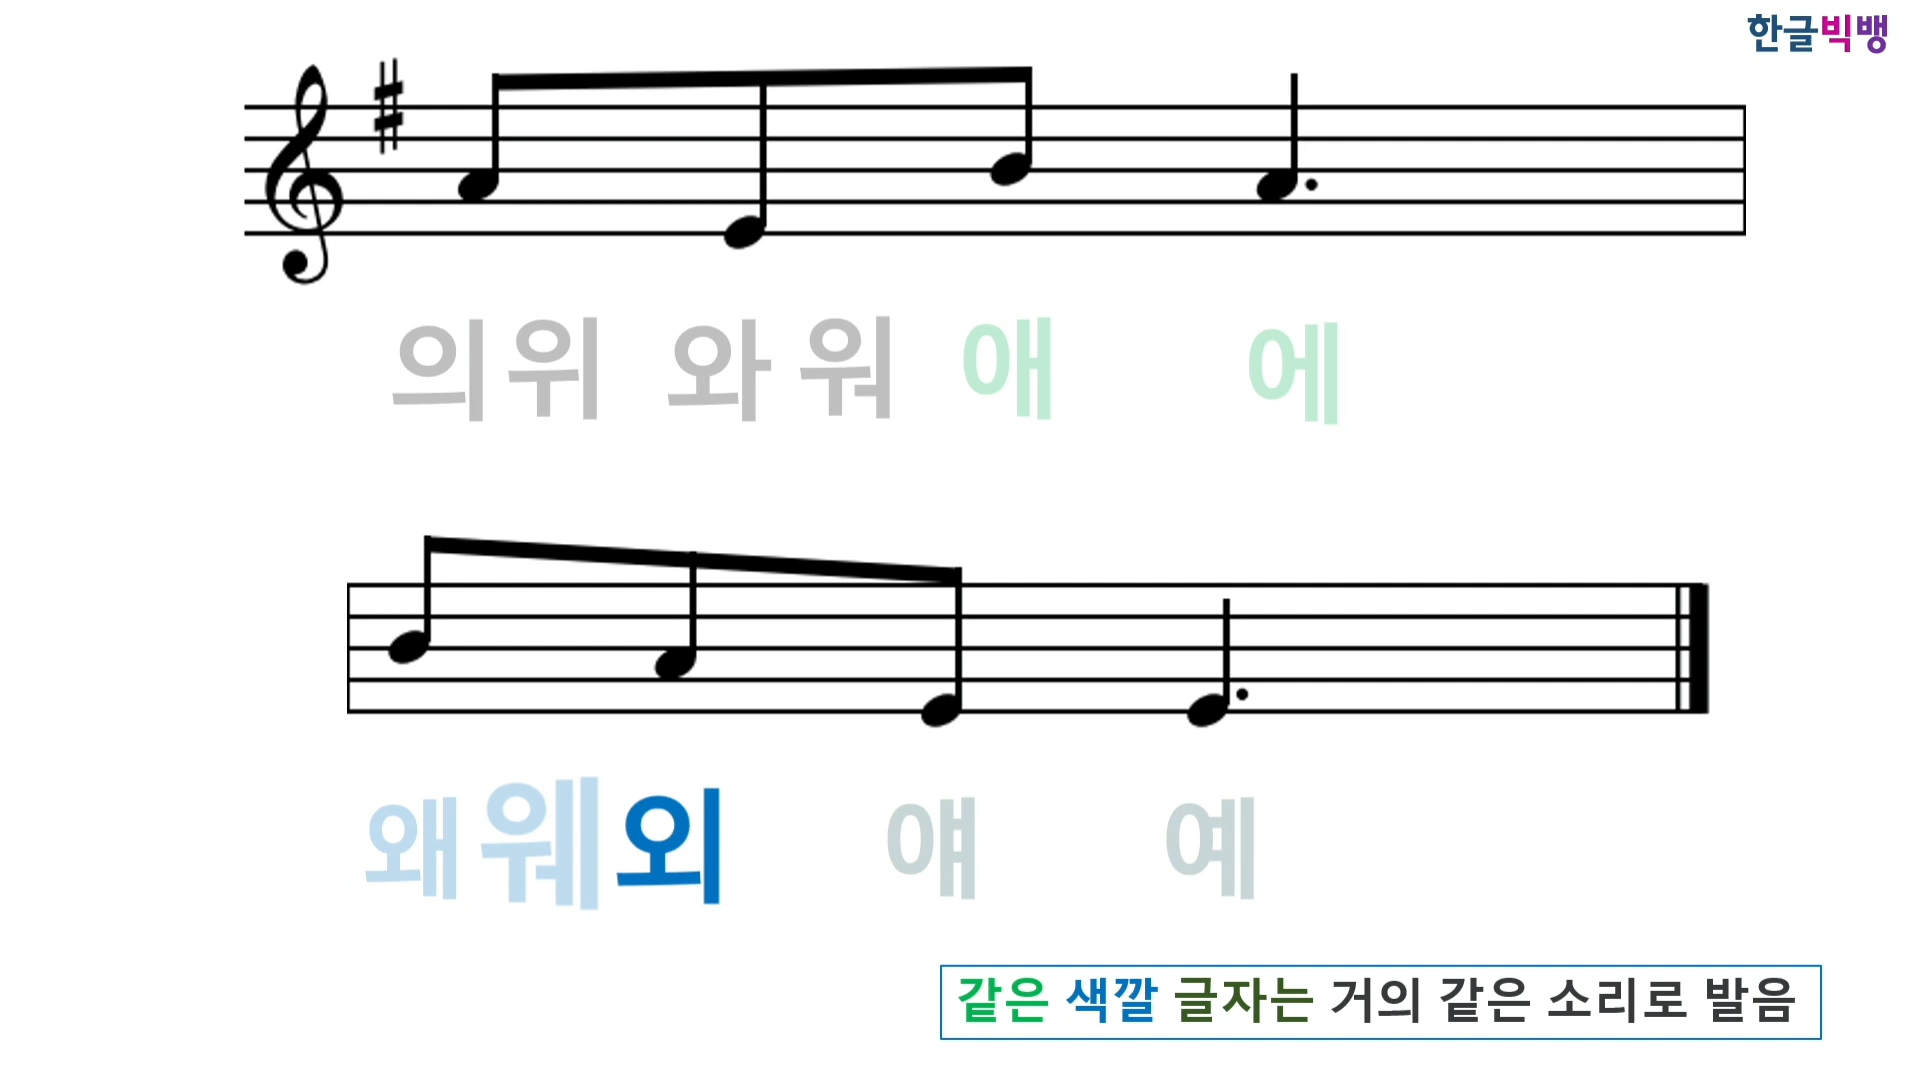 한글빅뱅
의위 와워 애 에
왜웨외 얘 예
같은 색깔 글자는 거의 같은 소리로 발음